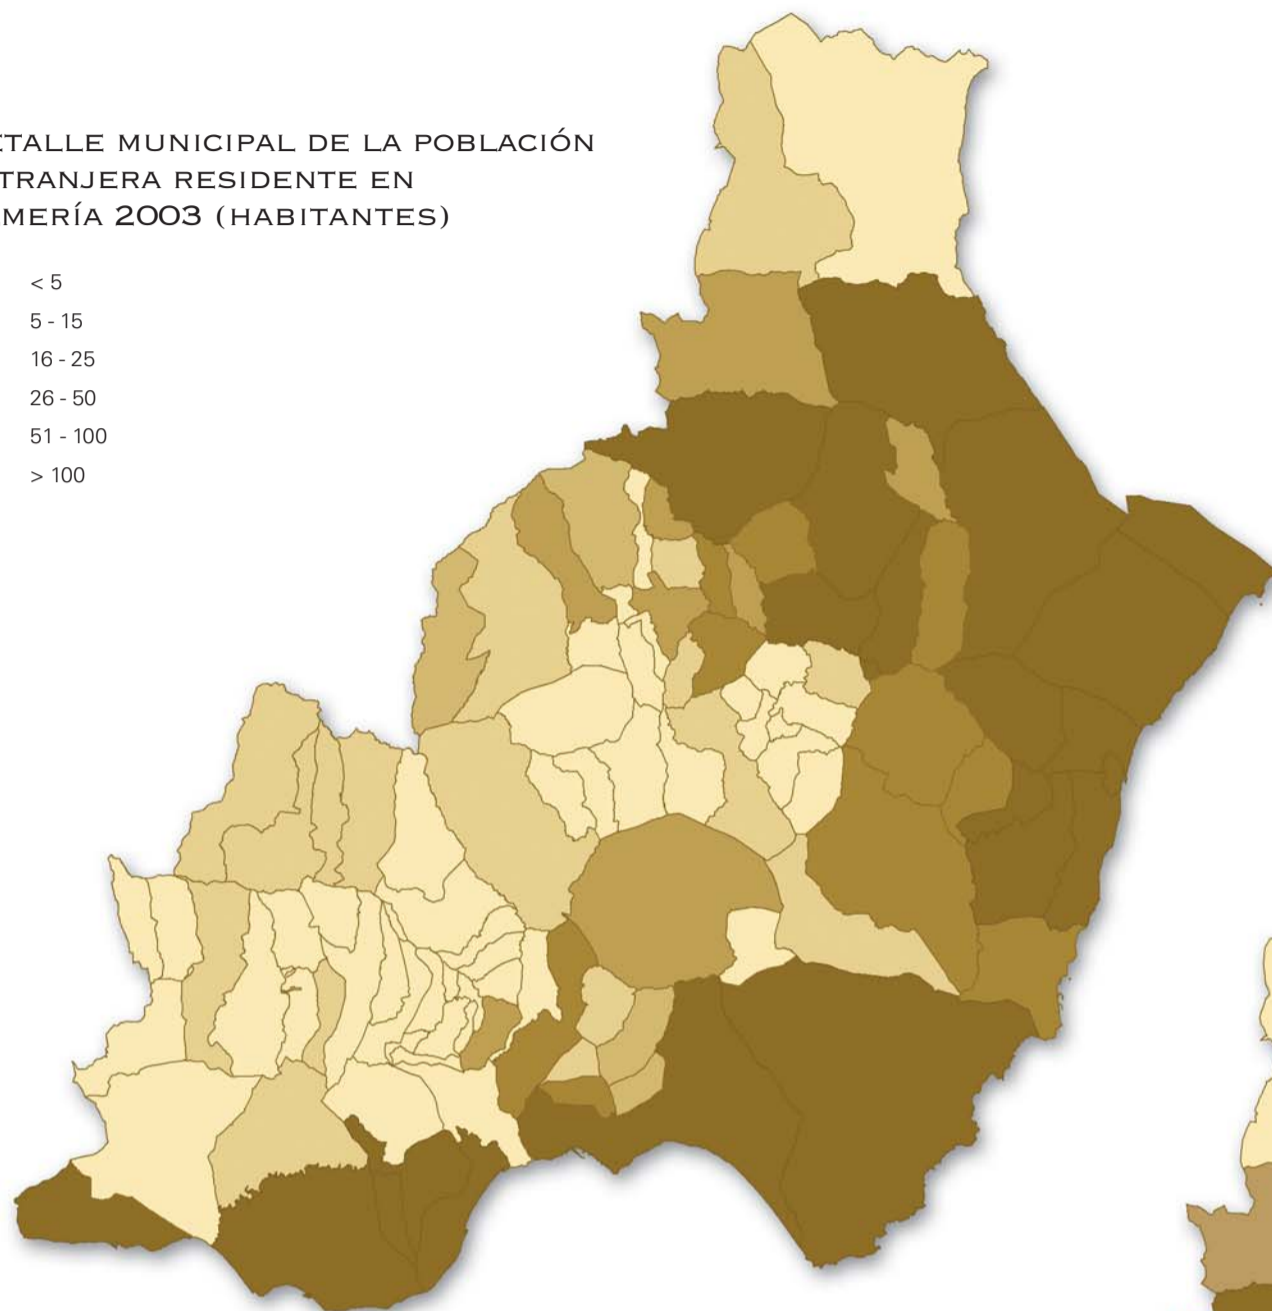 ETALLE MUNICIPAL DE LA POBLACIÓN
TRANJERA RESIDENTE EN
MERÍA 2003 (HABITANTES)
< 5
5 - 15
16 - 25
26 - 50
51 - 100
> 100